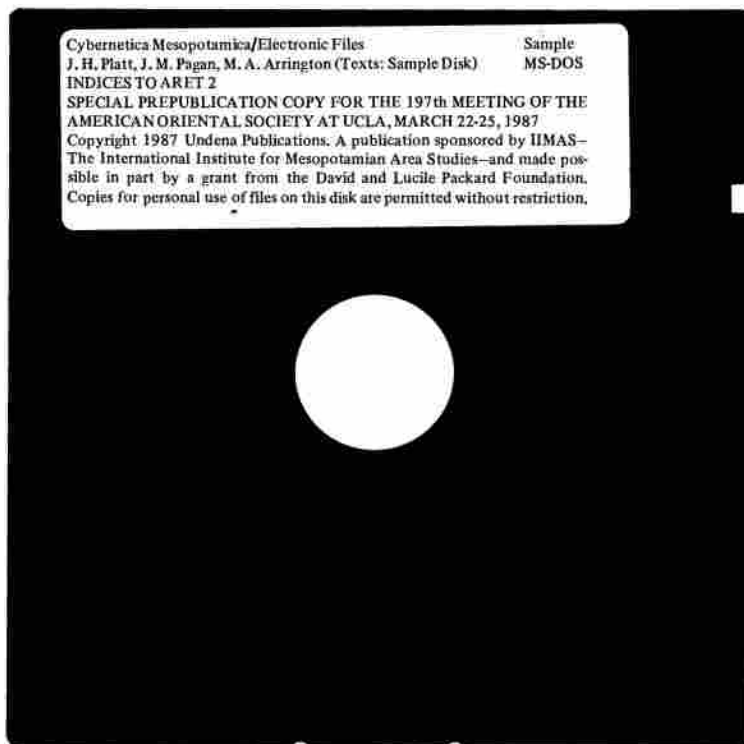 Cybernetica Mesopotamica/Electronic Files Sample
J. H. Platt, J. M. Pagan, M. A. Arrington (Texts: Sample Disk) MS-DOS
INDICES TO ARET 2
SPECIAL PREPUBLICATION COPY FOR THE 197th MEETING OF THE
AMERICAN ORIENTAL SOCIETY AT UCLA, MARCH 22-25, 1987
Copyright 1987 Undena Publications. A publication sponsored by IIMAS—
The International Institute for Mesopotamian Area Studies—and made pos-
sible in part by a grant from the David and Lucile Packard Foundation.
Copies for personal use of files on this disk are permitted without restriction.